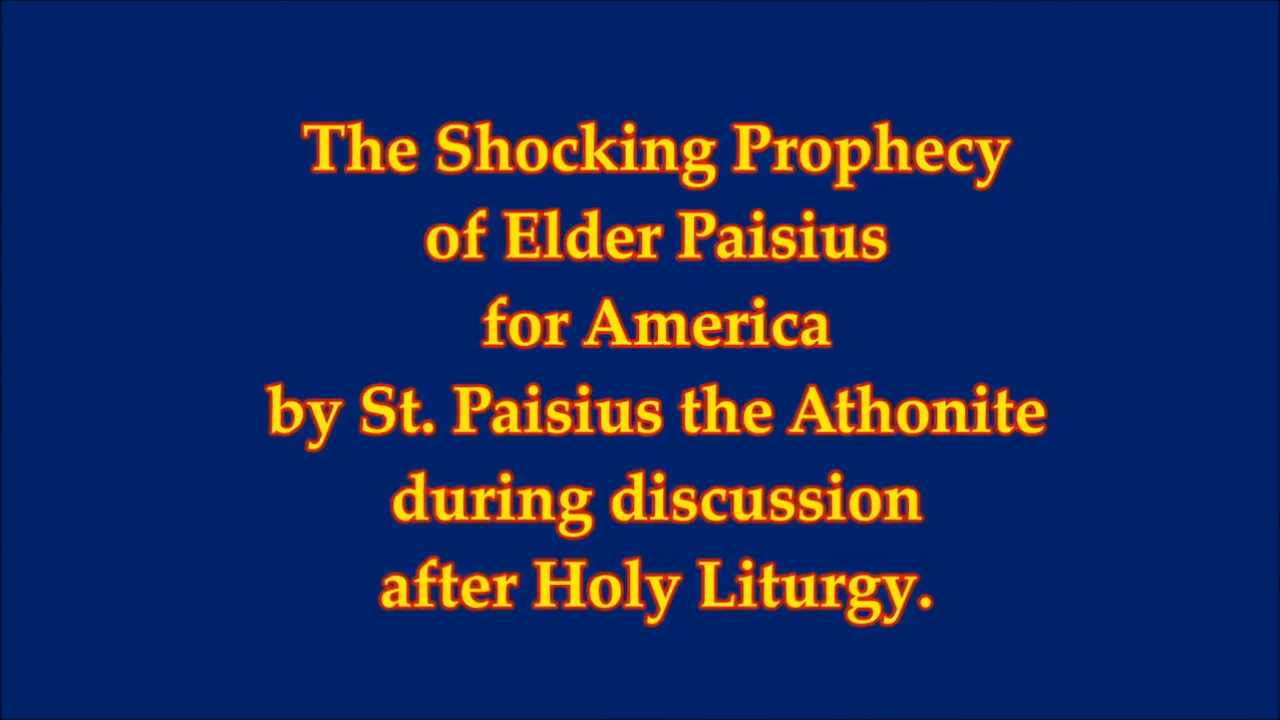 The Shocking Prophecy
of Elder Paisius
for America
by St. Paisius the Athonite
during discussion
after Holy Liturgy.